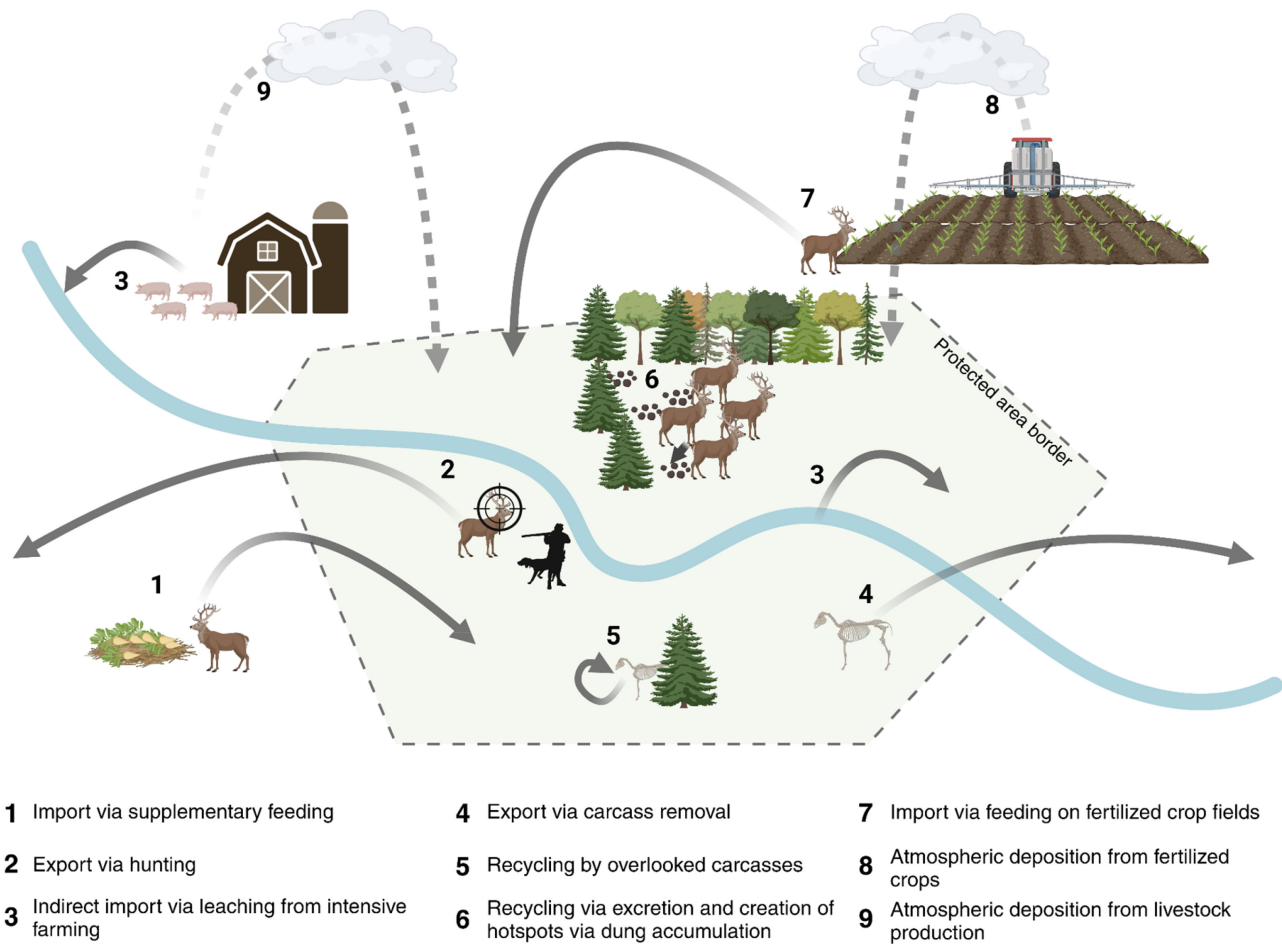 9
8
7
3
6
Protected area border
2
3
1
4
5
1 Import via supplementary feeding
2 Export via hunting
3 Indirect import via leaching from intensive
farming
4 Export via carcass removal
5 Recycling by overlooked carcasses
6 Recycling via excretion and creation of
hotspots via dung accumulation
7 Import via feeding on fertilized crop fields
8 Atmospheric deposition from fertilized
crops
9 Atmospheric deposition from livestock
production